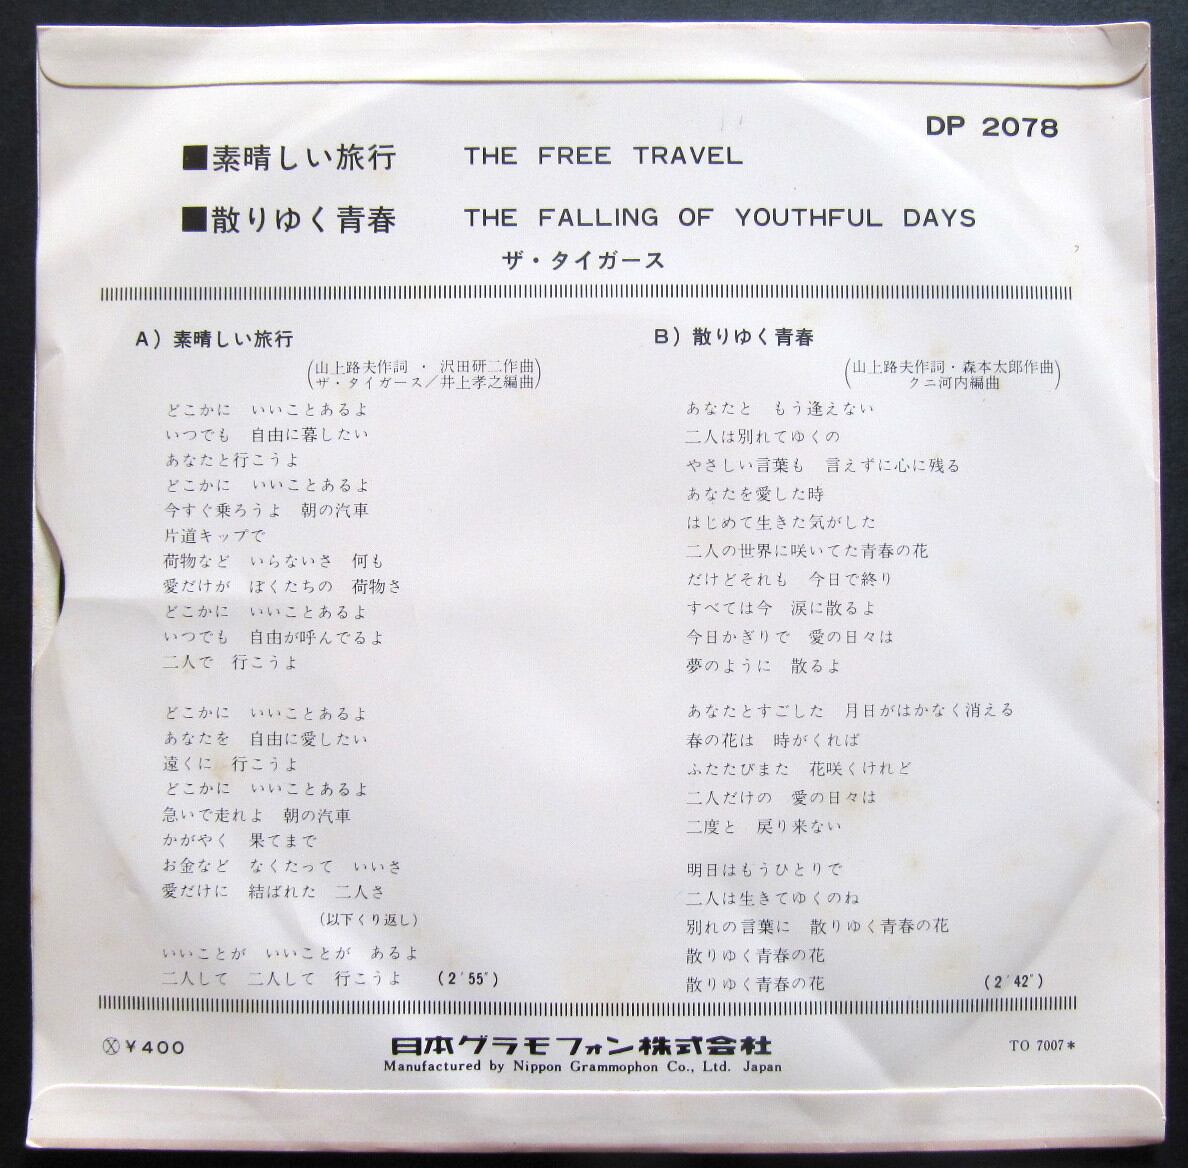 DP 2078
■素晴しい旅行 THE FREE TRAVEL
■散りゆく青春 THE FALLING OF YOUTHFUL DAYS
ザ・タイガース
A）素晴しい旅行
（山上路夫作詞・沢田研二作曲
ザ・タイガース／井上孝之編曲）
どこかに　いいことあるよ
いつでも　自由に暮したい
あなたと行こうよ
どこかに　いいことあるよ
今すぐ乗ろうよ　朝の汽車
片道キップで
荷物など　いらないさ　何も
愛だけが　ぼくたちの　荷物さ
どこかに　いいことあるよ
いつでも　自由が呼んでるよ
二人で　行こうよ
どこかに　いいことあるよ
あなたを　自由に愛したい
遠くに　行こうよ
どこかに　いいことあるよ
急いで走れよ　朝の汽車
かがやく　果てまで
お金など　なくたって　いいさ
愛だけに　結ばれた　二人さ
（以下くり返し）
いいことが　いいことが　あるよ
二人して　二人して　行こうよ　(2′55″)
B）散りゆく青春
（山上路夫作詞・森本太郎作曲
クニ河内編曲）
あなたと　もう逢えない
二人は別れてゆくの
やさしい言葉も　言えずに心に残る
あなたを愛した時
はじめて生きた気がした
二人の世界に咲いてた青春の花
だけどそれも　今日で終り
すべては今　涙に散るよ
今日かぎりで　愛の日々は
夢のように　散るよ
あなたとすごした　月日がはかなく消える
春の花は　時がくれば
ふたたびまた　花咲くけれど
二人だけの　愛の日々は
二度と　戻り来ない
明日はもうひとりで
二人は生きてゆくのね
別れの言葉に　散りゆく青春の花
散りゆく青春の花
散りゆく青春の花　(2′42″)
Ⓧ￥400
日本グラモフォン株式会社
Manufactured by Nippon Grammophon Co., Ltd. Japan
TO 7007*